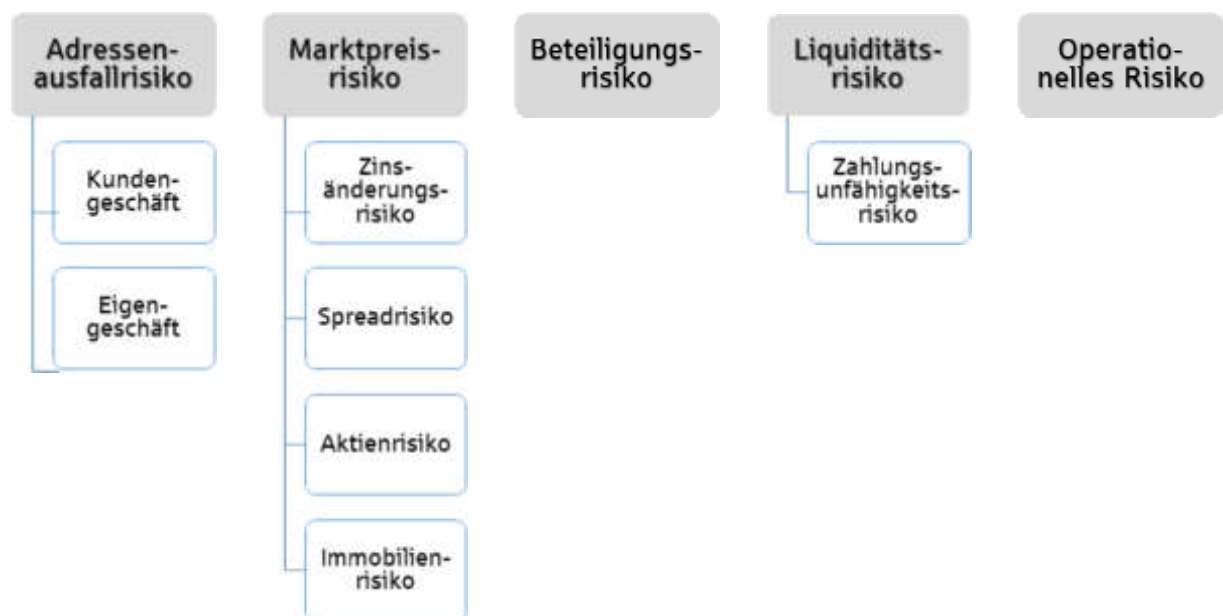 Adressen-
ausfallrisiko
Kunden-
geschäft
Eigen-
geschäft
Marktpreis-
risiko
Zins-
änderungs-
risiko
Spreadrisiko
Aktienrisiko
Immobilien-
risiko
Beteiligungs-
risiko
Liquiditäts-
risiko
Zahlungs-
unfähigkeits-
risiko
Operatio-
nelles Risiko